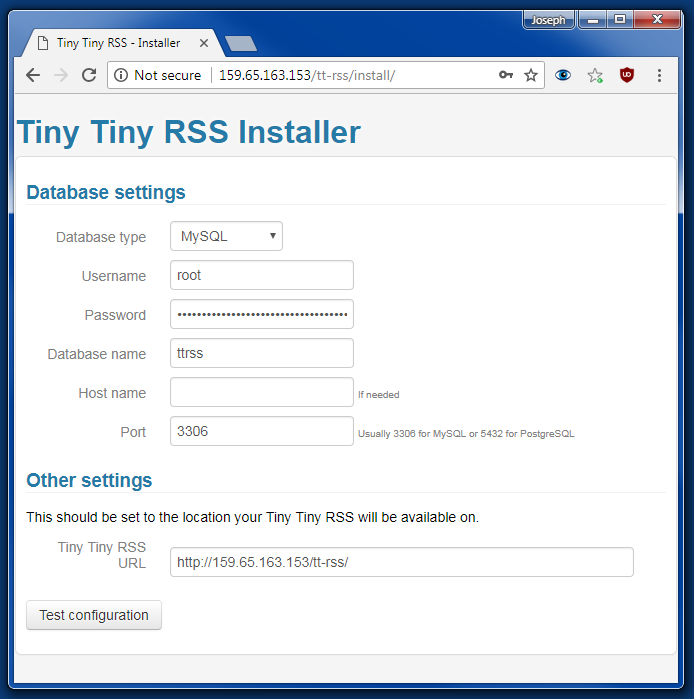 Joseph
Tiny Tiny RSS - Installer
Not secure 159.65.163.153/tt-rss/install/
Tiny Tiny RSS Installer
Database settings
Database type MySQL
Username root
Password ••••••••••••••••••••••••••••••••••••
Database name ttrss
Host name If needed
Port 3306 Usually 3306 for MySQL or 5432 for PostgreSQL
Other settings
This should be set to the location your Tiny Tiny RSS will be available on.
Tiny Tiny RSS
URL http://159.65.163.153/tt-rss/
Test configuration